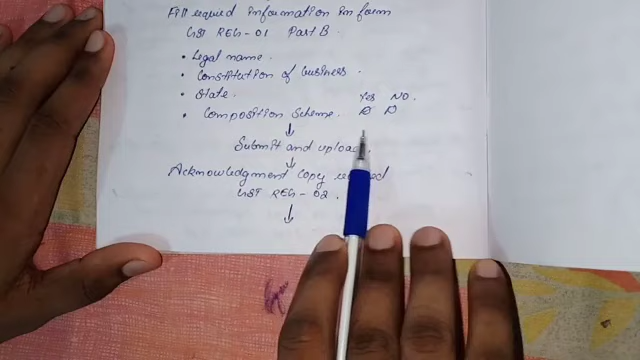 Fill required information in form
GST REG-01 Part B.
• Legal name.
• Constitution of business.
• State. Yes NO.
• Composition Scheme.
Submit and upload.
Acknowledgment Copy
GST REG-02.